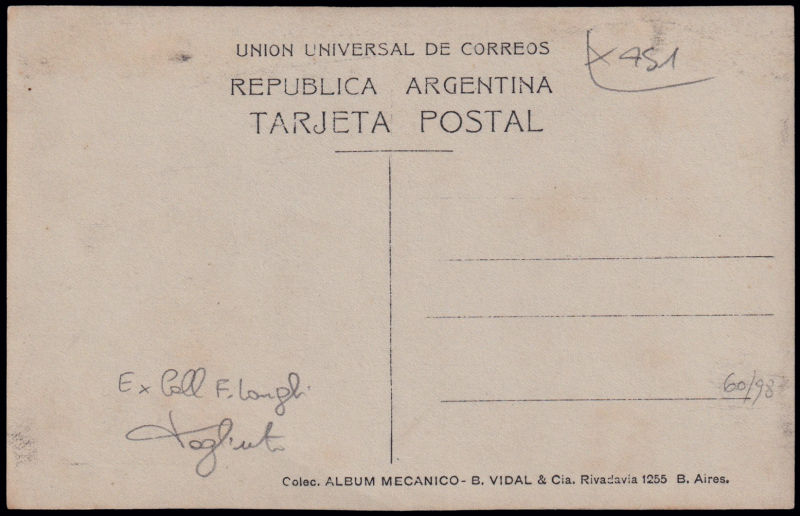 UNION UNIVERSAL DE CORREOS
REPUBLICA ARGENTINA
TARJETA POSTAL
X 451
Ex Coll F. Longhi
60/98
Colec. ALBUM MECANICO - B. VIDAL & Cia. Rivadavia 1255 B. Aires.